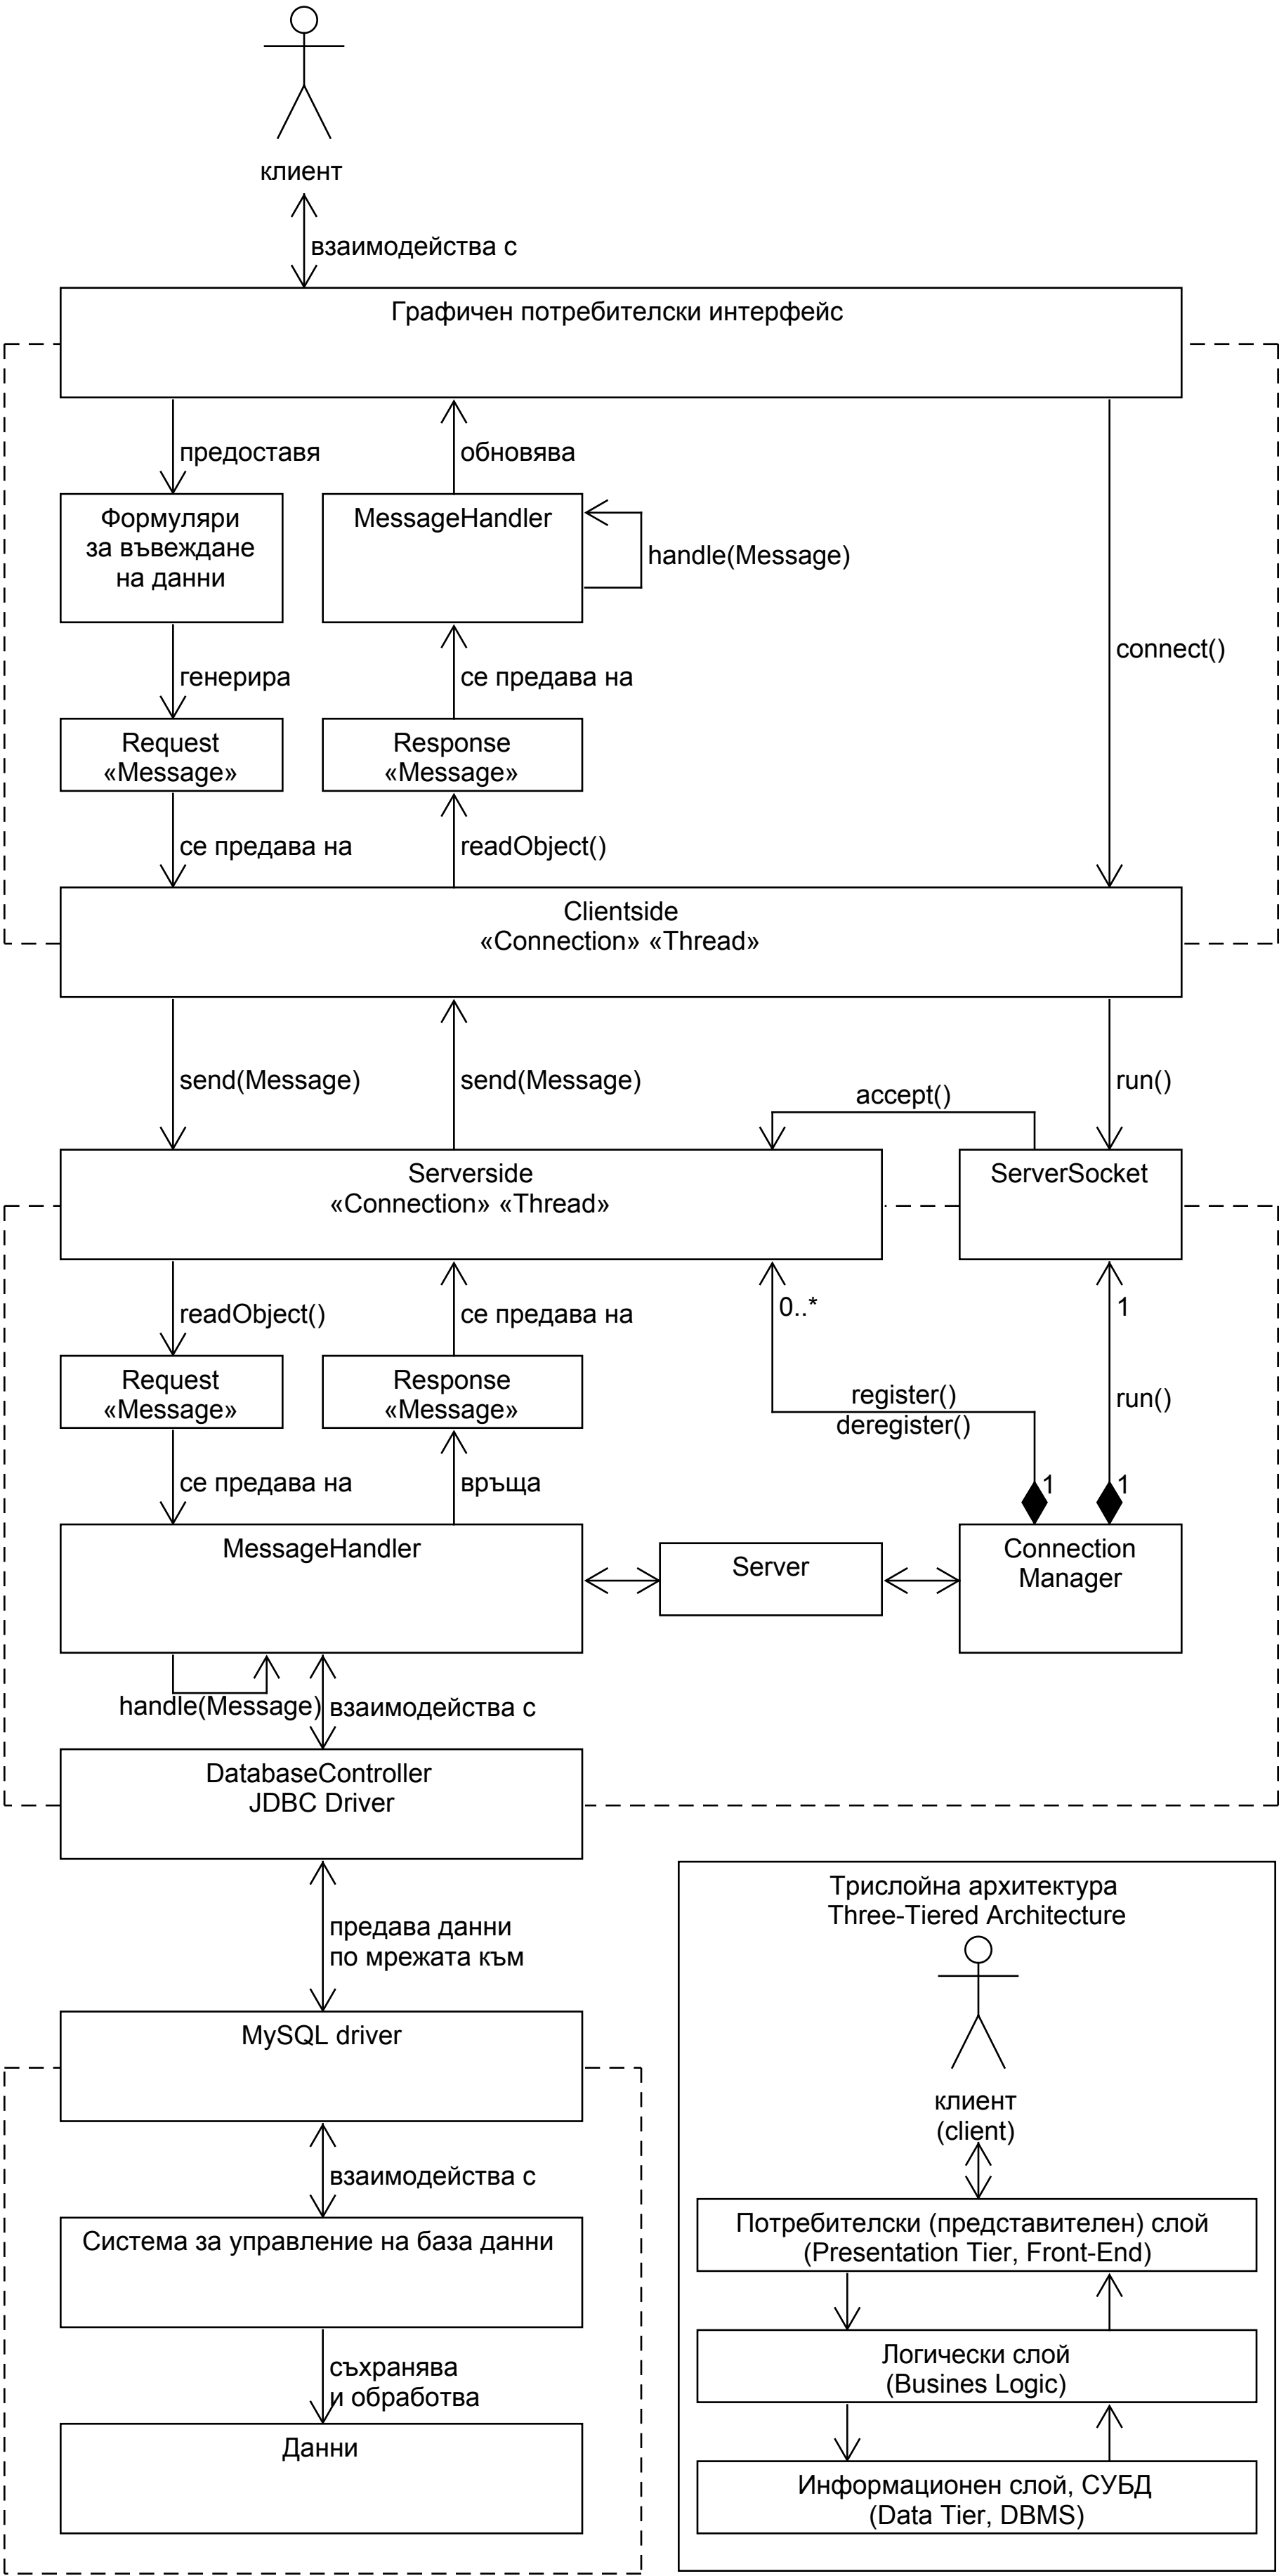 клиент
взаимодейства с
Графичен потребителски интерфейс
предоставя
обновява
Формуляри
за въвеждане
на данни
MessageHandler
handle(Message)
connect()
генерира
се предава на
Request
«Message»
Response
«Message»
се предава на
readObject()
Clientside
«Connection» «Thread»
send(Message)
send(Message)
run()
accept()
Serverside
«Connection» «Thread»
ServerSocket
readObject()
се предава на
0..*
1
Request
«Message»
Response
«Message»
register()
deregister()
run()
се предава на
връща
1
1
MessageHandler
Server
Connection
Manager
handle(Message)
взаимодейства с
DatabaseController
JDBC Driver
предава данни
по мрежата към
MySQL driver
взаимодейства с
Система за управление на база данни
съхранява
и обработва
Данни
Трислойна архитектура
Three-Tiered Architecture
клиент
(client)
Потребителски (представителен) слой
(Presentation Tier, Front-End)
Логически слой
(Busines Logic)
Информационен слой, СУБД
(Data Tier, DBMS)